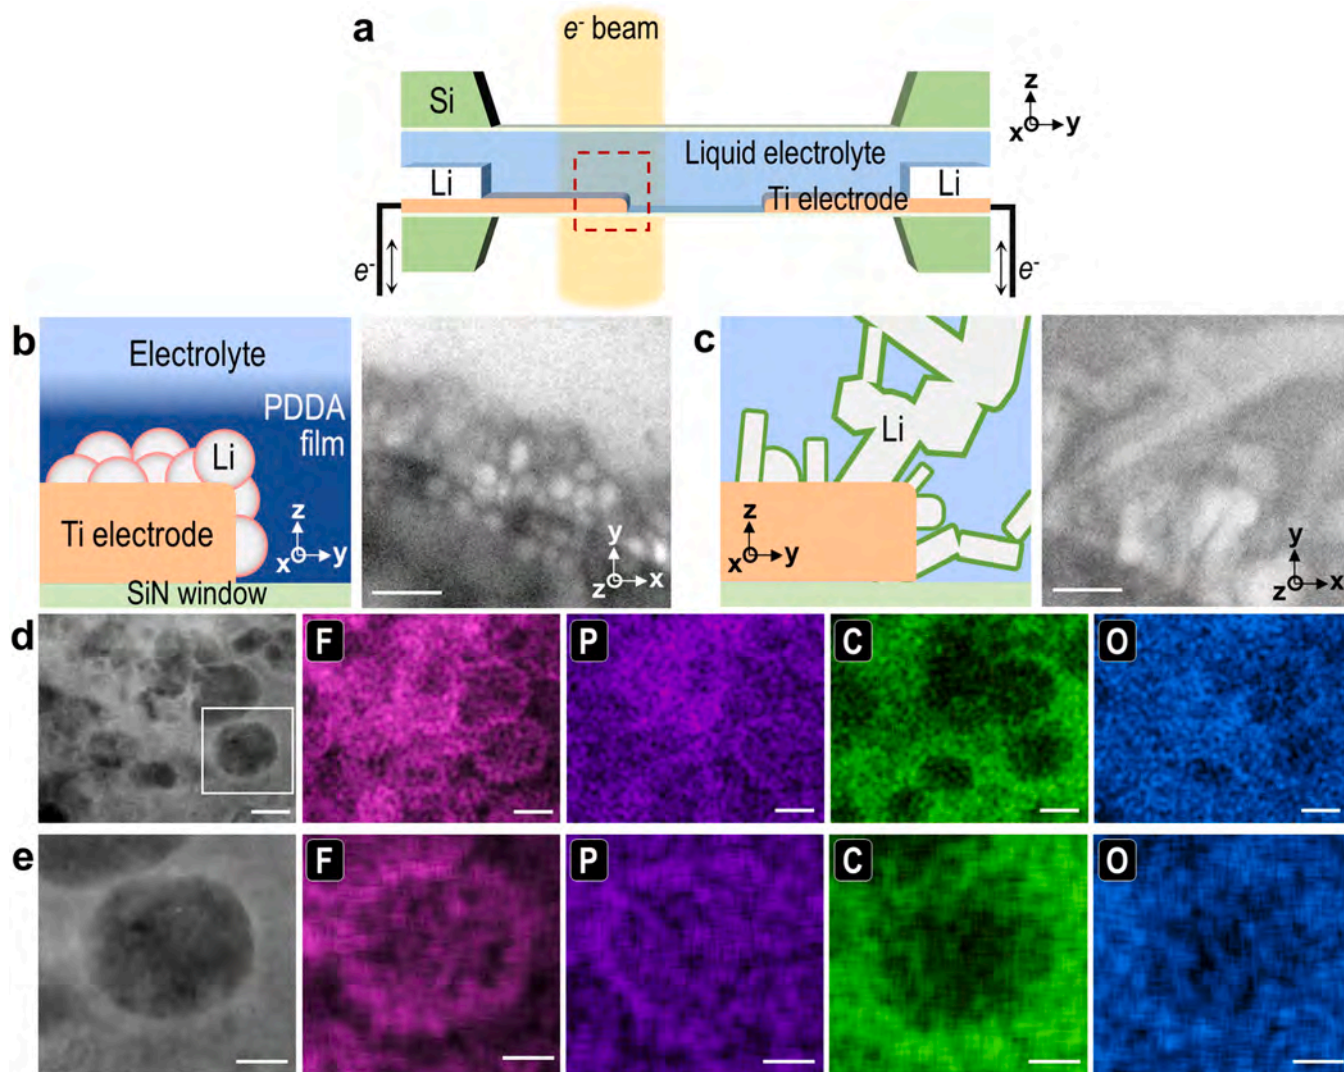 a
e- beam
Si
z
x
y
Liquid electrolyte
Li
Ti electrode
Li
e-
e-
b
Electrolyte
PDDA
film
Li
Ti electrode
z
x
y
SiN window
y
z
x
c
Li
z
x
y
y
z
x
d
F
P
C
O
e
F
P
C
O